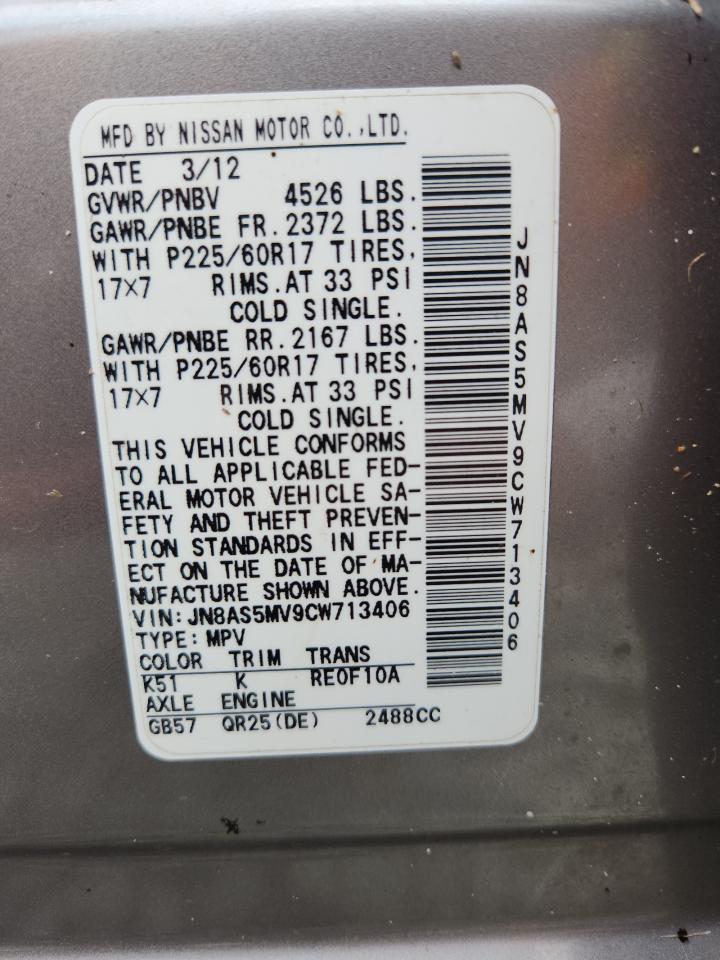 MFD BY NISSAN MOTOR CO.,LTD.
DATE 3/12
GVWR/PNBV 4526 LBS.
GAWR/PNBE FR.2372 LBS.
WITH P225/60R17 TIRES,
17×7 RIMS.AT 33 PSI
COLD SINGLE.
GAWR/PNBE RR.2167 LBS.
WITH P225/60R17 TIRES,
17×7 RIMS.AT 33 PSI
COLD SINGLE.
THIS VEHICLE CONFORMS
TO ALL APPLICABLE FED-
ERAL MOTOR VEHICLE SA-
FETY AND THEFT PREVEN-
TION STANDARDS IN EFF-
ECT ON THE DATE OF MA-
NUFACTURE SHOWN ABOVE.
VIN:JN8AS5MV9CW713406
TYPE:MPV
COLOR TRIM TRANS
K51 K RE0F10A
AXLE ENGINE
GB57 QR25(DE) 2488CC
JN8AS5MV9CW713406